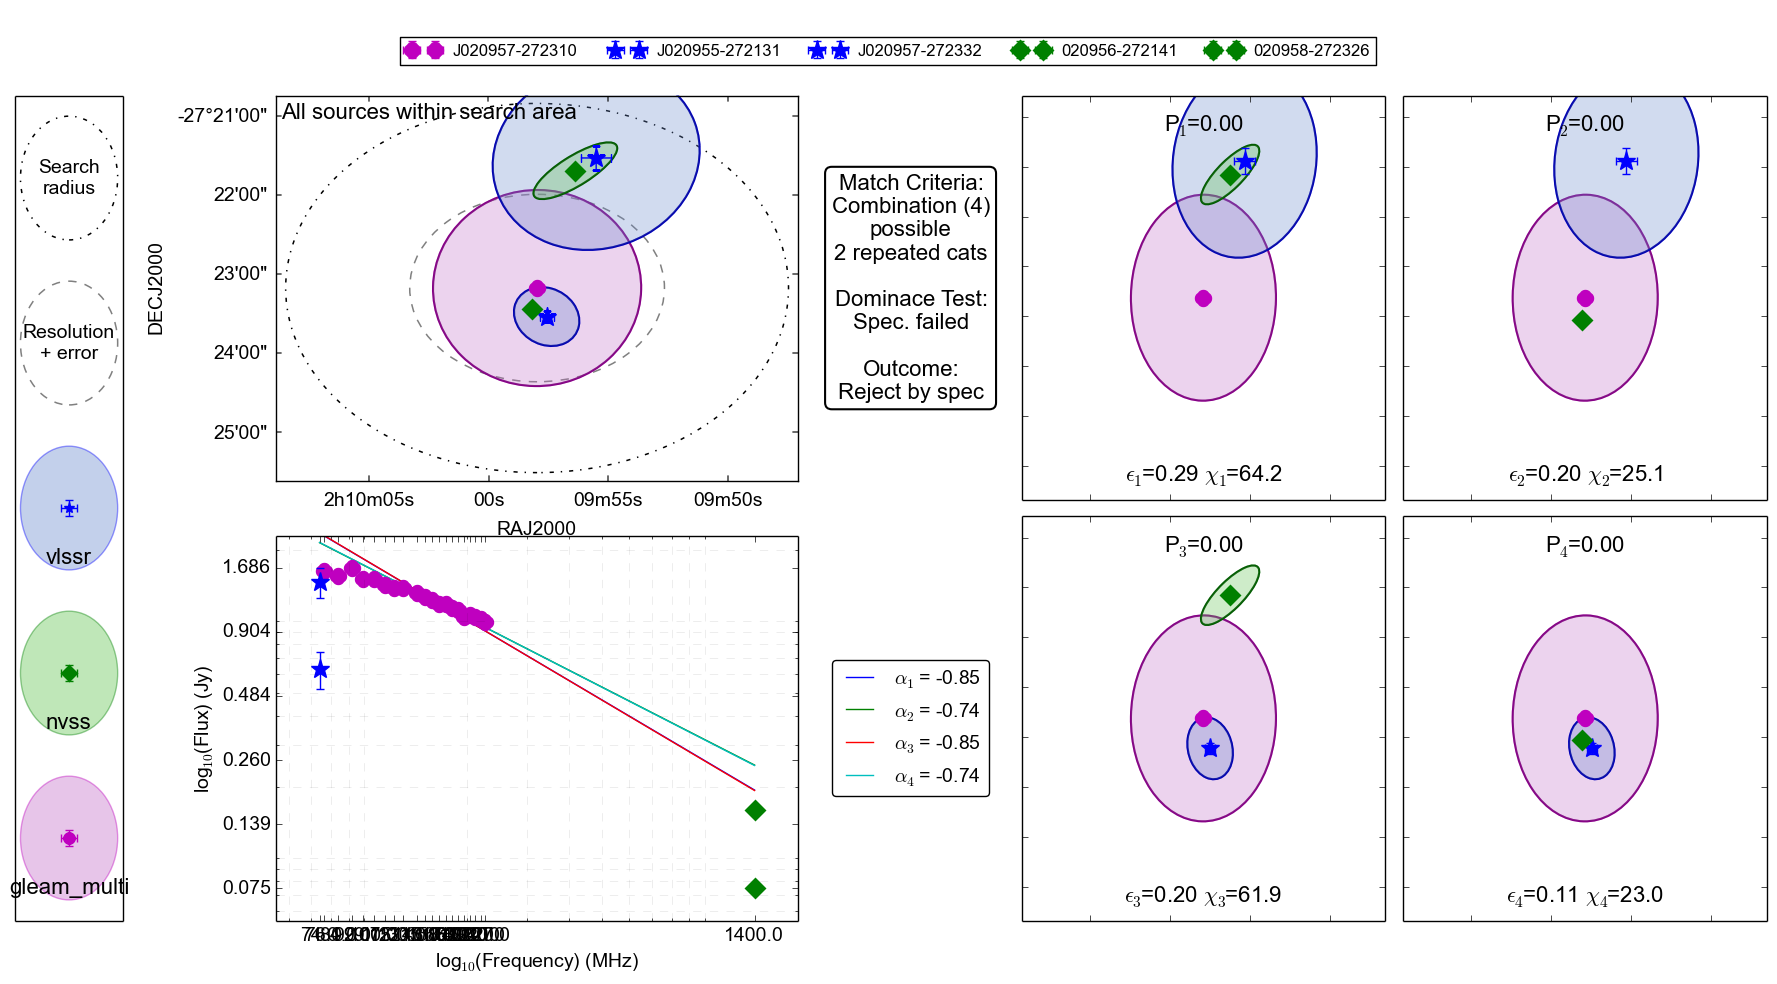 J020957-272310 J020955-272131 J020957-272332 020956-272141 020958-272326
Search
radius
Resolution
+ error
vlssr
nvss
gleam_multi
All sources within search area
-27°21'00"
22'00"
23'00"
24'00"
25'00"
DECJ2000
2h10m05s 00s 09m55s 09m50s
RAJ2000
Match Criteria:
Combination (4)
possible
2 repeated cats
Dominace Test:
Spec. failed
Outcome:
Reject by spec
P1=0.00
ϵ1=0.29 χ1=64.2
P2=0.00
ϵ2=0.20 χ2=25.1
P3=0.00
ϵ3=0.20 χ3=61.9
P4=0.00
ϵ4=0.11 χ4=23.0
1.686
0.904
0.484
0.260
0.139
0.075
log10(Flux) (Jy)
1400.0
log10(Frequency) (MHz)
α1 = -0.85
α2 = -0.74
α3 = -0.85
α4 = -0.74